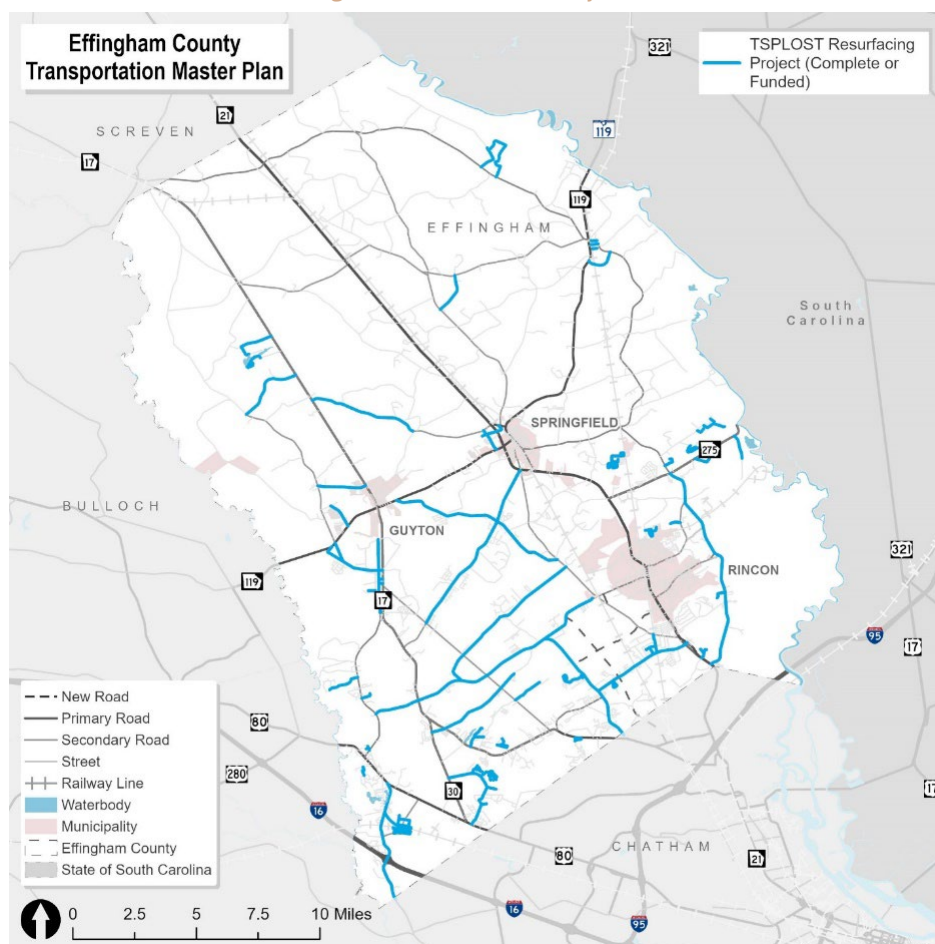 Effingham County
Transportation Master Plan
TSPLOST Resurfacing
Project (Complete or
Funded)
321
21
119
SCREVEN
17
119
EFFINGHAM
South
Carolina
SPRINGFIELD
275
BULLOCH
GUYTON
321
RINCON
119
17
95
17
New Road
Primary Road
Secondary Road
Street
Railway Line
Waterbody
Municipality
Effingham County
State of South Carolina
80
280
16
30
80
CHATHAM
21
17
16
95
0 2.5 5 7.5 10 Miles